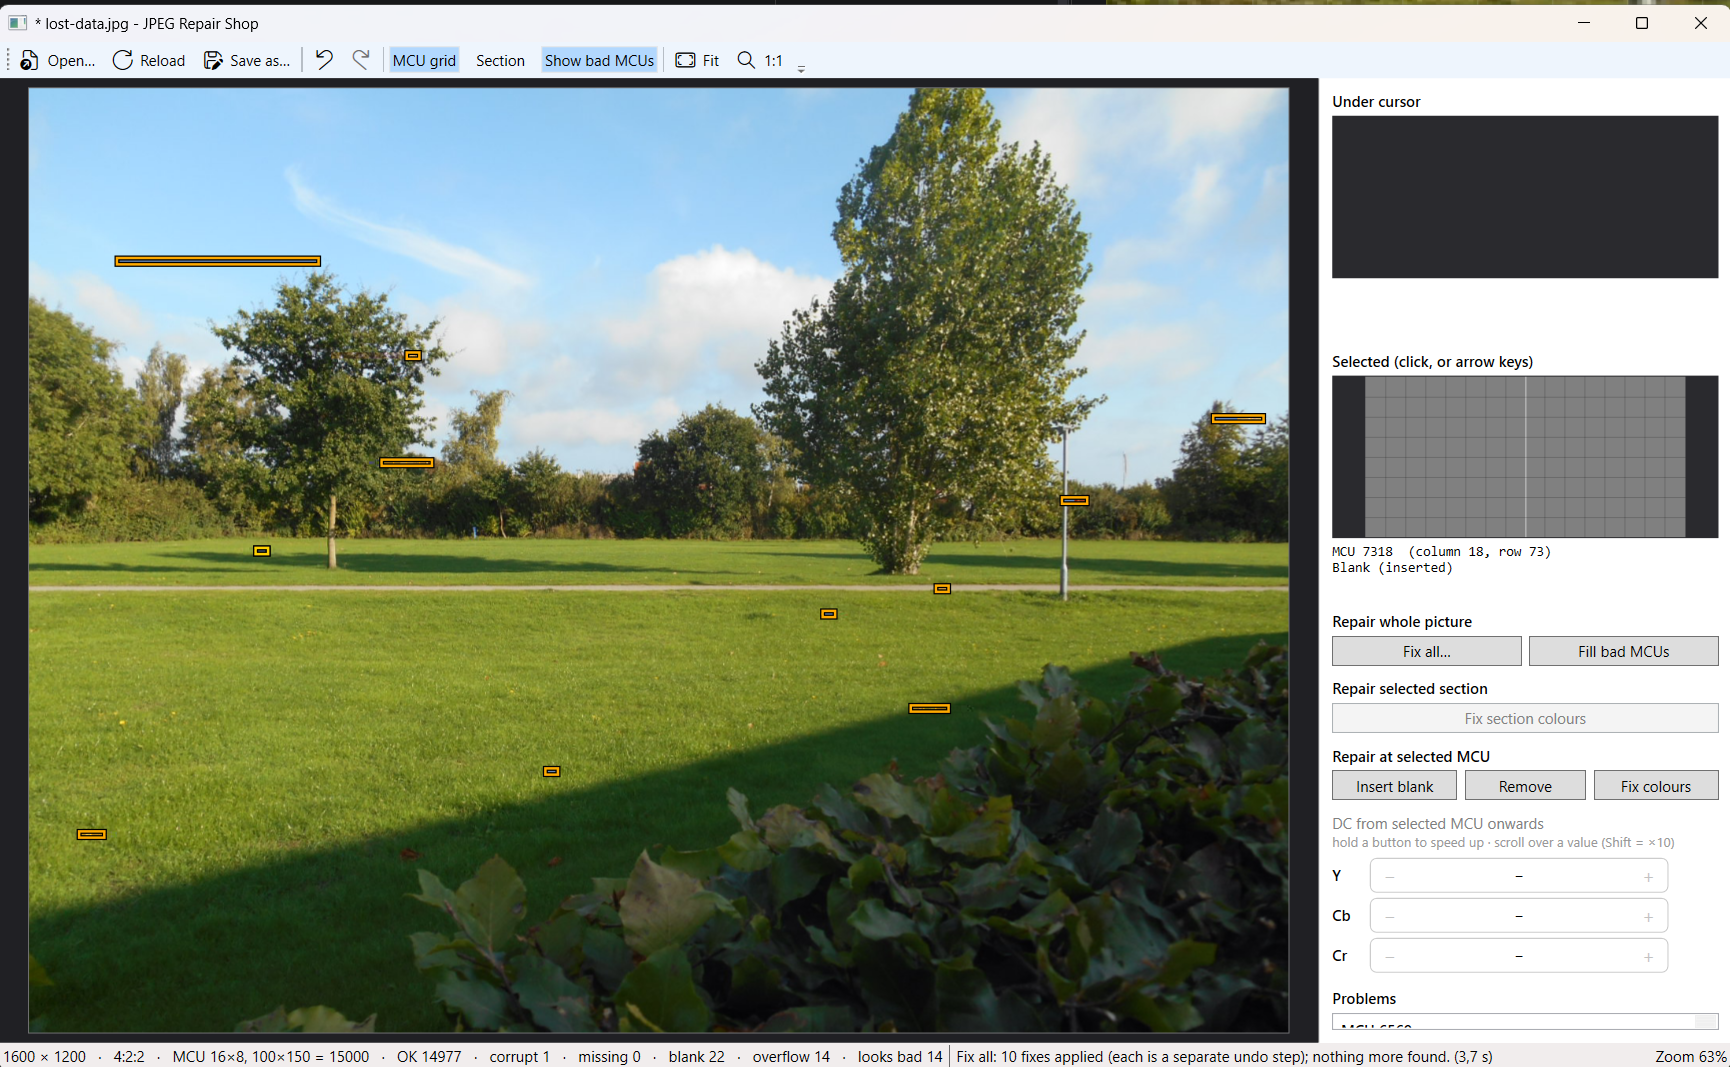 * lost-data.jpg - JPEG Repair Shop
Open... Reload Save as... MCU grid Section Show bad MCUs Fit 1:1
Under cursor
Selected (click, or arrow keys)
MCU 7318 (column 18, row 73)
Blank (inserted)
Repair whole picture
Fix all... Fill bad MCUs
Repair selected section
Fix section colours
Repair at selected MCU
Insert blank Remove Fix colours
DC from selected MCU onwards
hold a button to speed up · scroll over a value (Shift = ×10)
Y − – +
Cb − – +
Cr − – +
Problems
1600 × 1200 · 4:2:2 · MCU 16×8, 100×150 = 15000 · OK 14977 · corrupt 1 · missing 0 · blank 22 · overflow 14 · looks bad 14 Fix all: 10 fixes applied (each is a separate undo step); nothing more found. (3,7 s) Zoom 63%